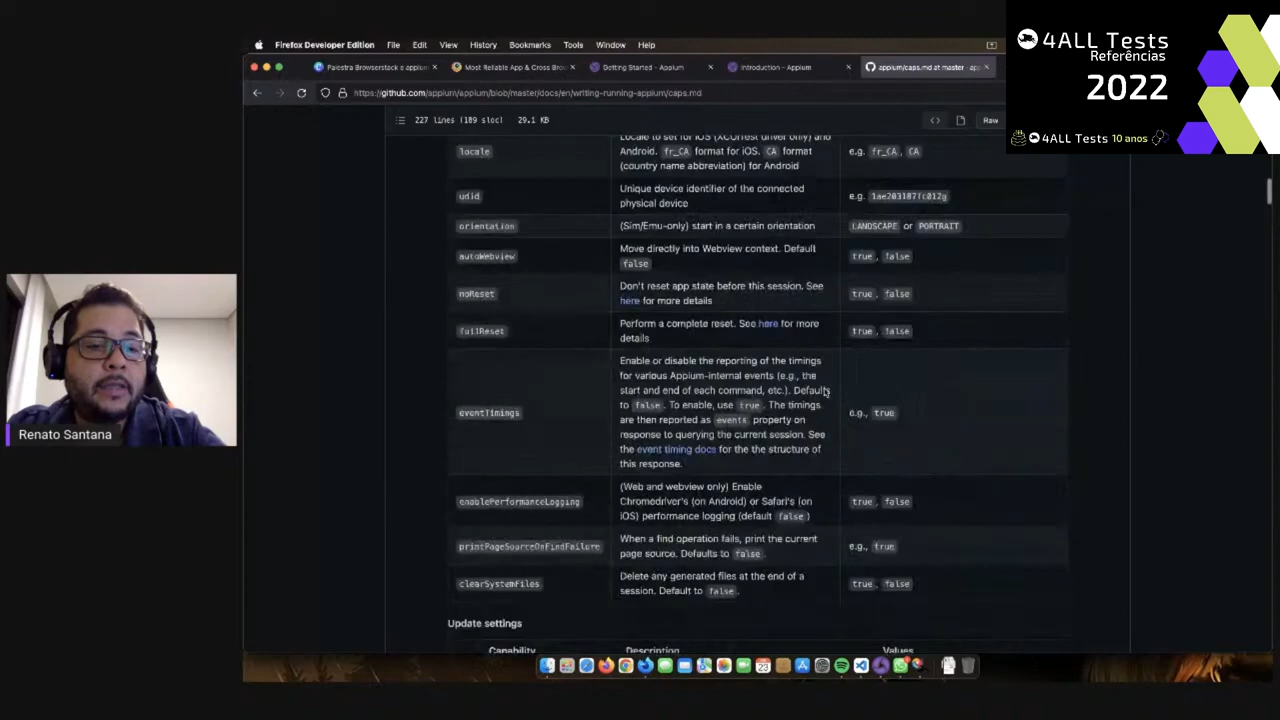 Firefox Developer Edition File Edit View History Bookmarks Tools Window Help
4ALL Tests
Referências
2022
4ALL Tests 10 anos
Palestra Browserstack e appium
Most Reliable App & Cross Brow
Getting Started - Appium
Introduction - Appium
appium/caps.md at master · app
https://github.com/appium/appium/blob/master/docs/en/writing-running-appium/caps.md
227 lines (189 sloc) 29.1 KB
Raw
Locale to set for iOS (XCUITest driver only) and
locale Android. fr_CA format for iOS. CA format e.g. fr_CA, CA
(country name abbreviation) for Android
udid Unique device identifier of the connected e.g. 1ae203187fc012g
physical device
orientation (Sim/Emu-only) start in a certain orientation LANDSCAPE or PORTRAIT
autoWebview Move directly into Webview context. Default true, false
false
noReset Don't reset app state before this session. See true, false
here for more details
fullReset Perform a complete reset. See here for more true, false
details
Enable or disable the reporting of the timings
for various Appium-internal events (e.g., the
start and end of each command, etc.). Defaults
to false. To enable, use true. The timings
eventTimings are then reported as events property on e.g., true
response to querying the current session. See
the event timing docs for the the structure of
this response.
(Web and webview only) Enable
enablePerformanceLogging Chromedriver's (on Android) or Safari's (on true, false
iOS) performance logging (default false)
printPageSourceOnFindFailure When a find operation fails, print the current e.g., true
page source. Defaults to false.
clearSystemFiles Delete any generated files at the end of a true, false
session. Default to false.
Update settings
Capability Description Values
23
Renato Santana